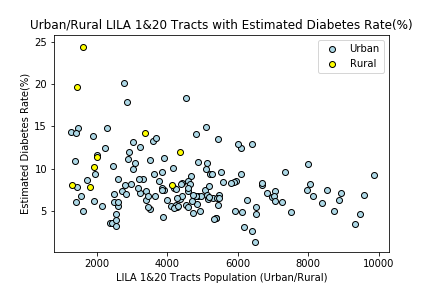 Urban/Rural LILA 1&20 Tracts with Estimated Diabetes Rate(%)
25
20
15
10
5
Estimated Diabetes Rate(%)
Urban
Rural
2000 4000 6000 8000 10000
LILA 1&20 Tracts Population (Urban/Rural)